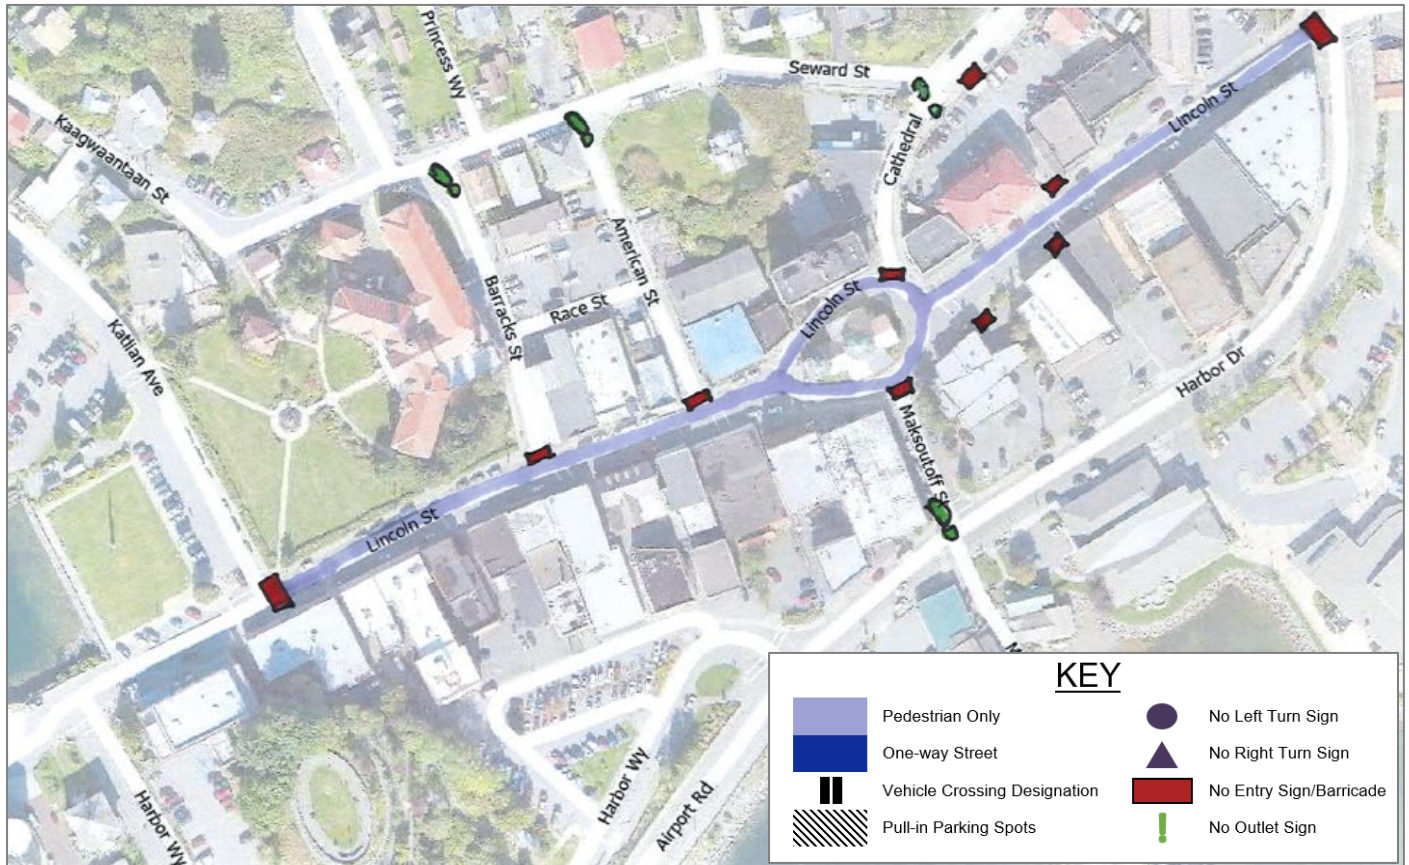 Princess Wy
Seward St
Lincoln St
Kaagwaantaan St
Cathedral
American St
Barracks St
Race St
Lincoln St
Katlian Ave
Harbor Dr
Maksoutoff St
Lincoln St
M
Harbor Wy
Harbor Wy
Airport Rd
KEY
Pedestrian Only
No Left Turn Sign
One-way Street
No Right Turn Sign
Vehicle Crossing Designation
No Entry Sign/Barricade
Pull-in Parking Spots
No Outlet Sign